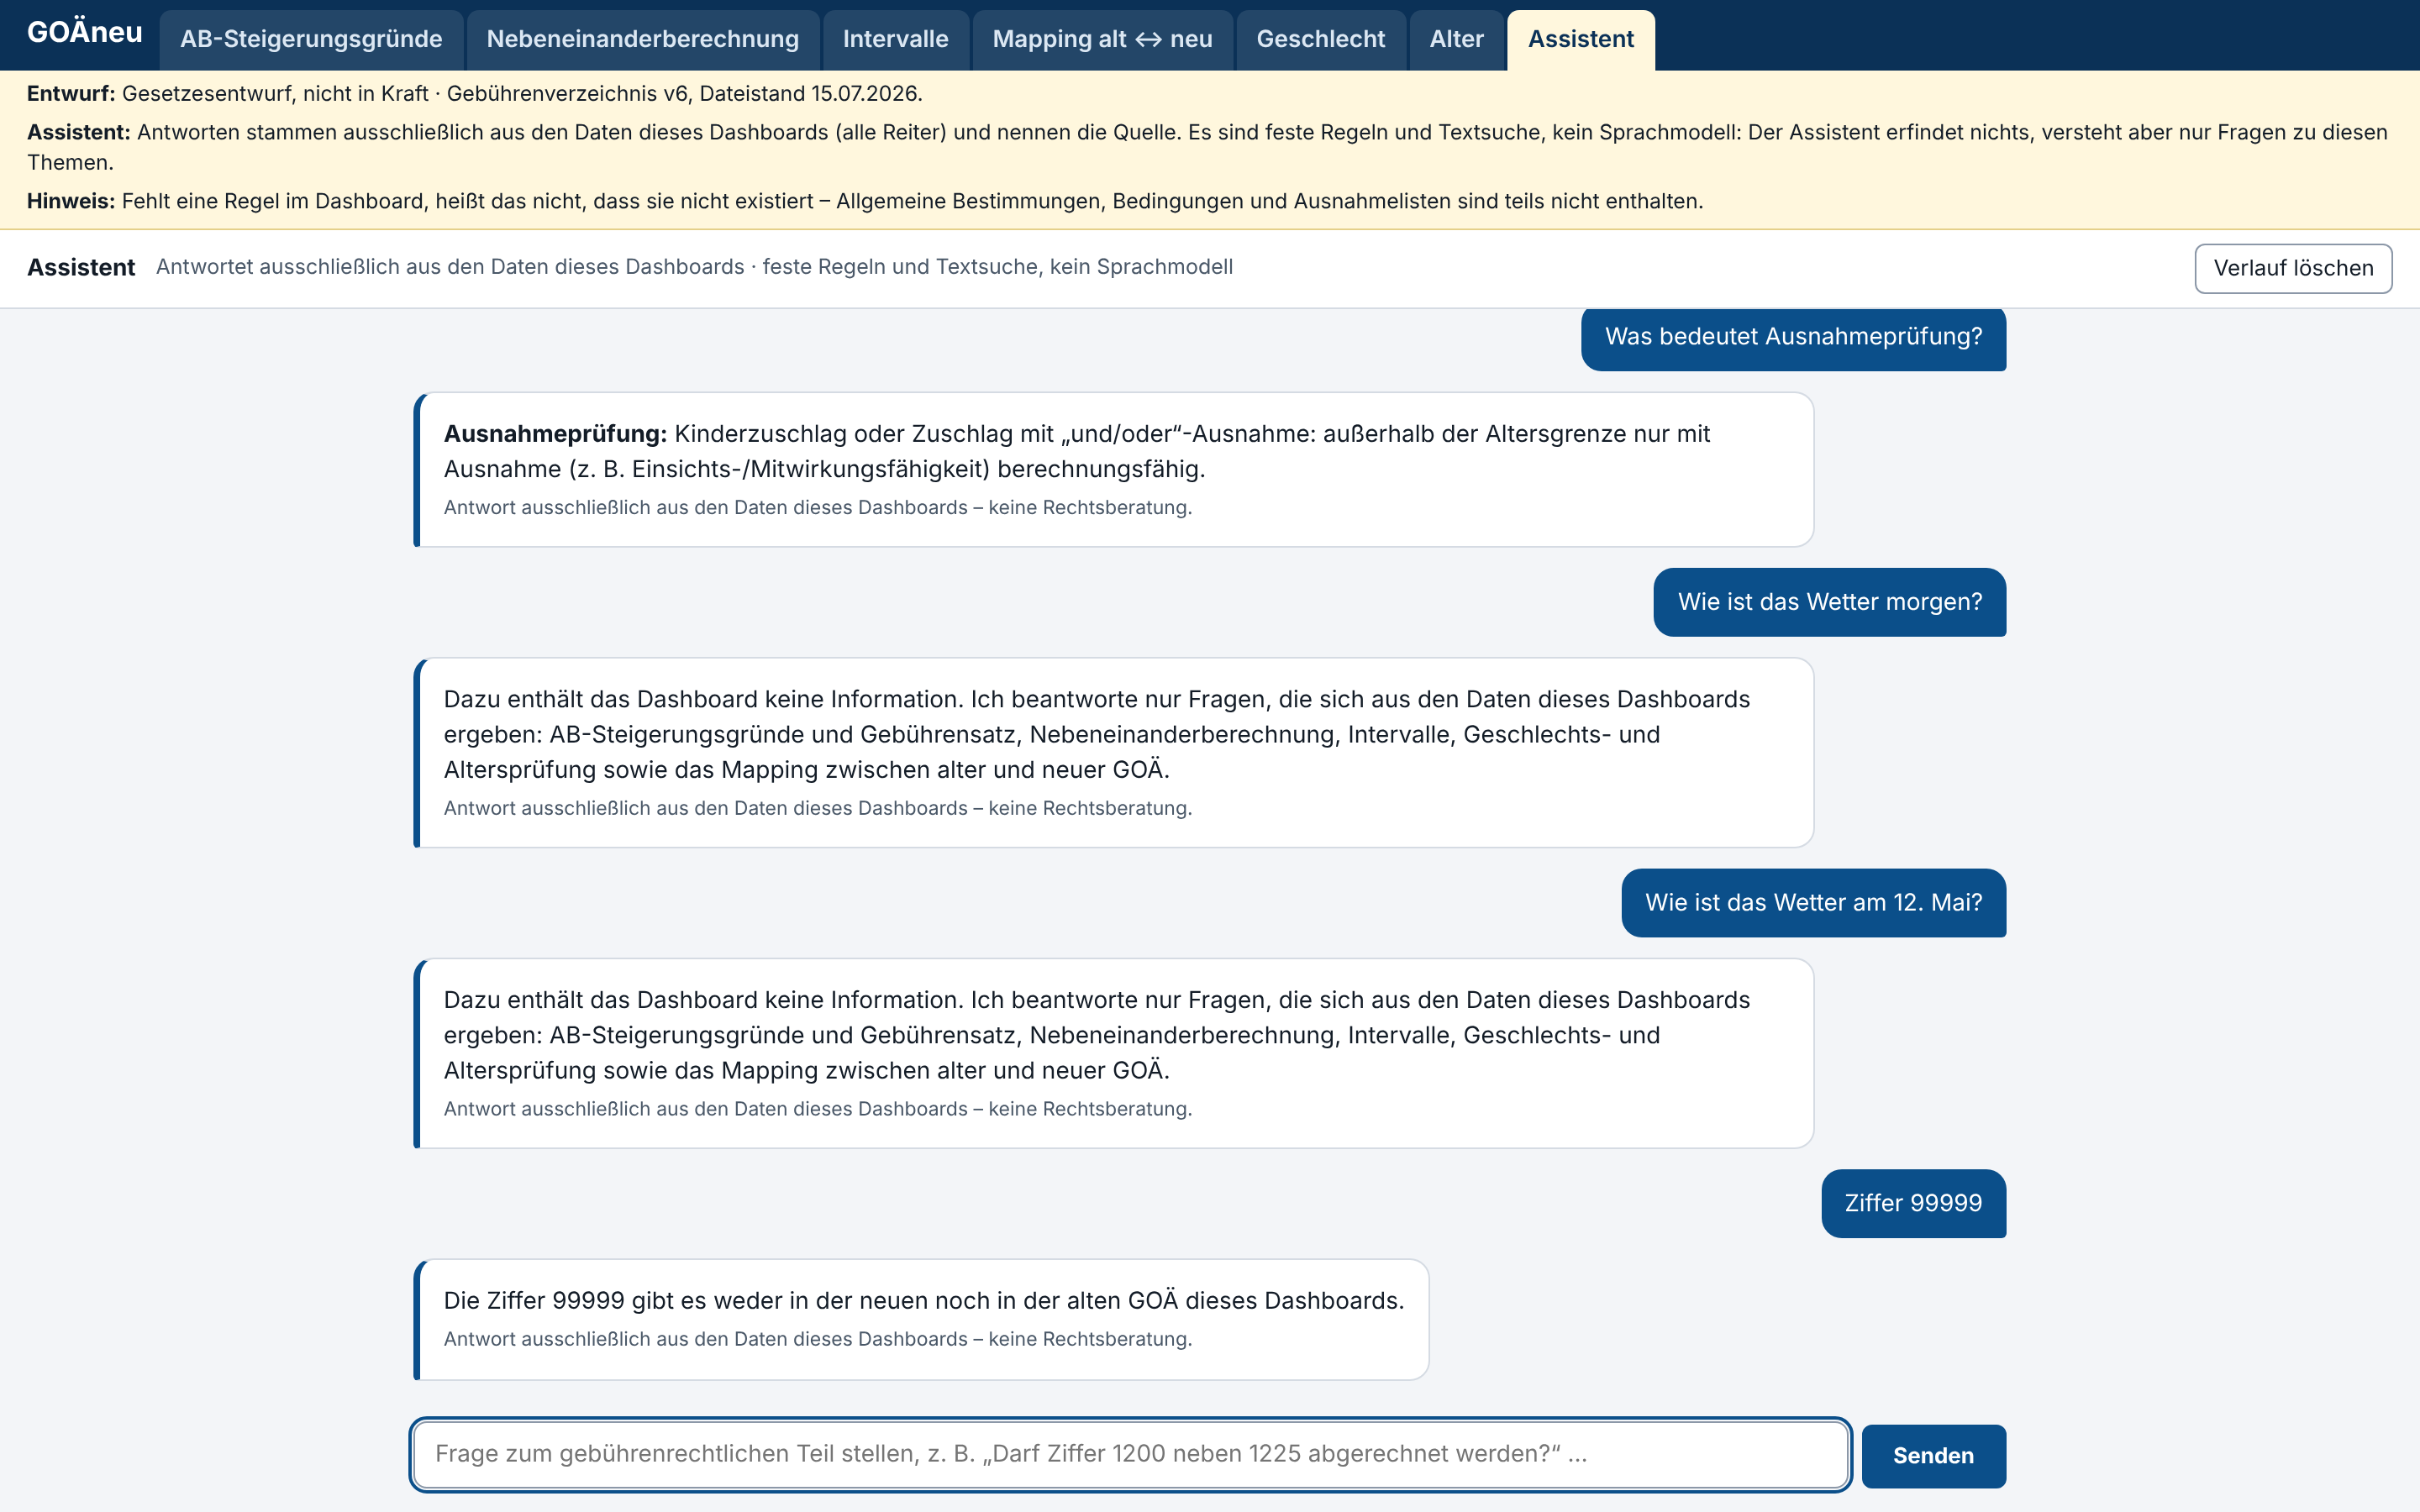 GOÄneu
AB-Steigerungsgründe
Nebeneinanderberechnung
Intervalle
Mapping alt ↔ neu
Geschlecht
Alter
Assistent
Entwurf: Gesetzesentwurf, nicht in Kraft · Gebührenverzeichnis v6, Dateistand 15.07.2026.
Assistent: Antworten stammen ausschließlich aus den Daten dieses Dashboards (alle Reiter) und nennen die Quelle. Es sind feste Regeln und Textsuche, kein Sprachmodell: Der Assistent erfindet nichts, versteht aber nur Fragen zu diesen
Themen.
Hinweis: Fehlt eine Regel im Dashboard, heißt das nicht, dass sie nicht existiert – Allgemeine Bestimmungen, Bedingungen und Ausnahmelisten sind teils nicht enthalten.
Assistent Antwortet ausschließlich aus den Daten dieses Dashboards · feste Regeln und Textsuche, kein Sprachmodell
Verlauf löschen
Was bedeutet Ausnahmeprüfung?
Ausnahmeprüfung: Kinderzuschlag oder Zuschlag mit „und/oder“-Ausnahme: außerhalb der Altersgrenze nur mit
Ausnahme (z. B. Einsichts-/Mitwirkungsfähigkeit) berechnungsfähig.
Antwort ausschließlich aus den Daten dieses Dashboards – keine Rechtsberatung.
Wie ist das Wetter morgen?
Dazu enthält das Dashboard keine Information. Ich beantworte nur Fragen, die sich aus den Daten dieses Dashboards
ergeben: AB-Steigerungsgründe und Gebührensatz, Nebeneinanderberechnung, Intervalle, Geschlechts- und
Altersprüfung sowie das Mapping zwischen alter und neuer GOÄ.
Antwort ausschließlich aus den Daten dieses Dashboards – keine Rechtsberatung.
Wie ist das Wetter am 12. Mai?
Dazu enthält das Dashboard keine Information. Ich beantworte nur Fragen, die sich aus den Daten dieses Dashboards
ergeben: AB-Steigerungsgründe und Gebührensatz, Nebeneinanderberechnung, Intervalle, Geschlechts- und
Altersprüfung sowie das Mapping zwischen alter und neuer GOÄ.
Antwort ausschließlich aus den Daten dieses Dashboards – keine Rechtsberatung.
Ziffer 99999
Die Ziffer 99999 gibt es weder in der neuen noch in der alten GOÄ dieses Dashboards.
Antwort ausschließlich aus den Daten dieses Dashboards – keine Rechtsberatung.
Frage zum gebührenrechtlichen Teil stellen, z. B. „Darf Ziffer 1200 neben 1225 abgerechnet werden?“ …
Senden